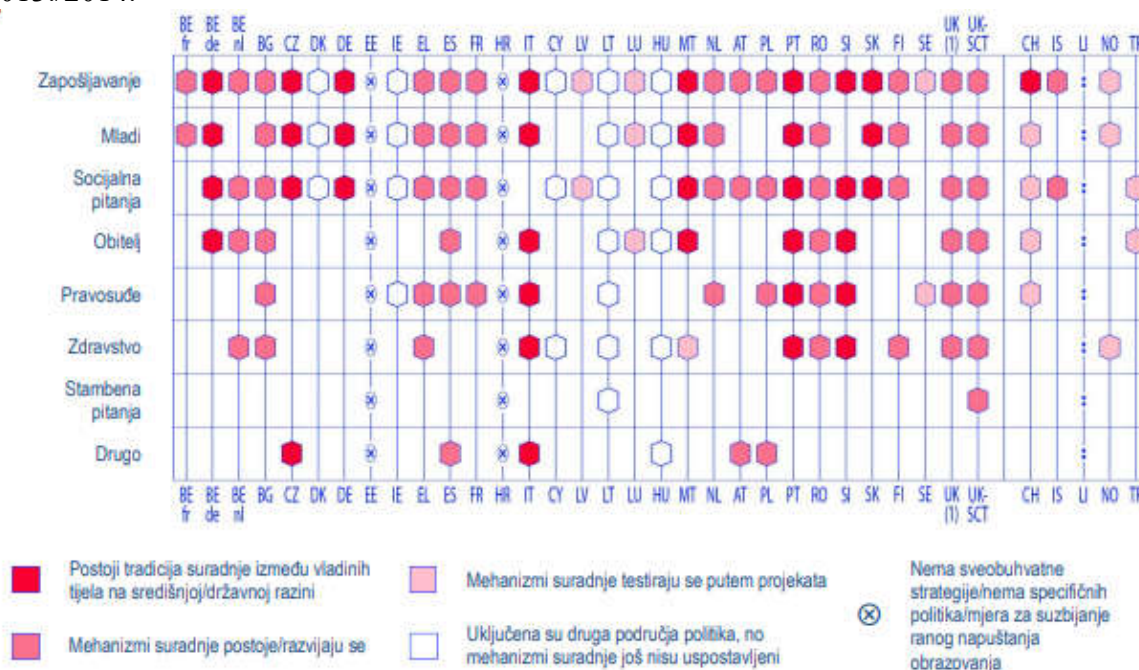 BE fr BE de BE nl BG CZ DK DE EE IE EL ES FR HR IT CY LV LT LU HU MT NL AT PL PT RO SI SK FI SE UK (1) UK-SCT CH IS LI NO
Zapošljavanje
Mladi
Socijalna
pitanja
Obitelj
Pravosuđe
Zdravstvo
Stambena
pitanja
Drugo
BE fr BE de BE nl BG CZ DK DE EE IE EL ES FR HR IT CY LV LT LU HU MT NL AT PL PT RO SI SK FI SE UK (1) UK-SCT CH IS LI NO
Postoji tradicija suradnje između vladinih
tijela na središnjoj/državnoj razini
Mehanizmi suradnje postoje/razvijaju se
Mehanizmi suradnje testiraju se putem projekata
Uključena su druga područja politika, no
mehanizmi suradnje još nisu uspostavljeni
Nema sveobuhvatne
strategije/nema specifičnih
politika/mjera za suzbijanje
ranog napuštanja
obrazovanja